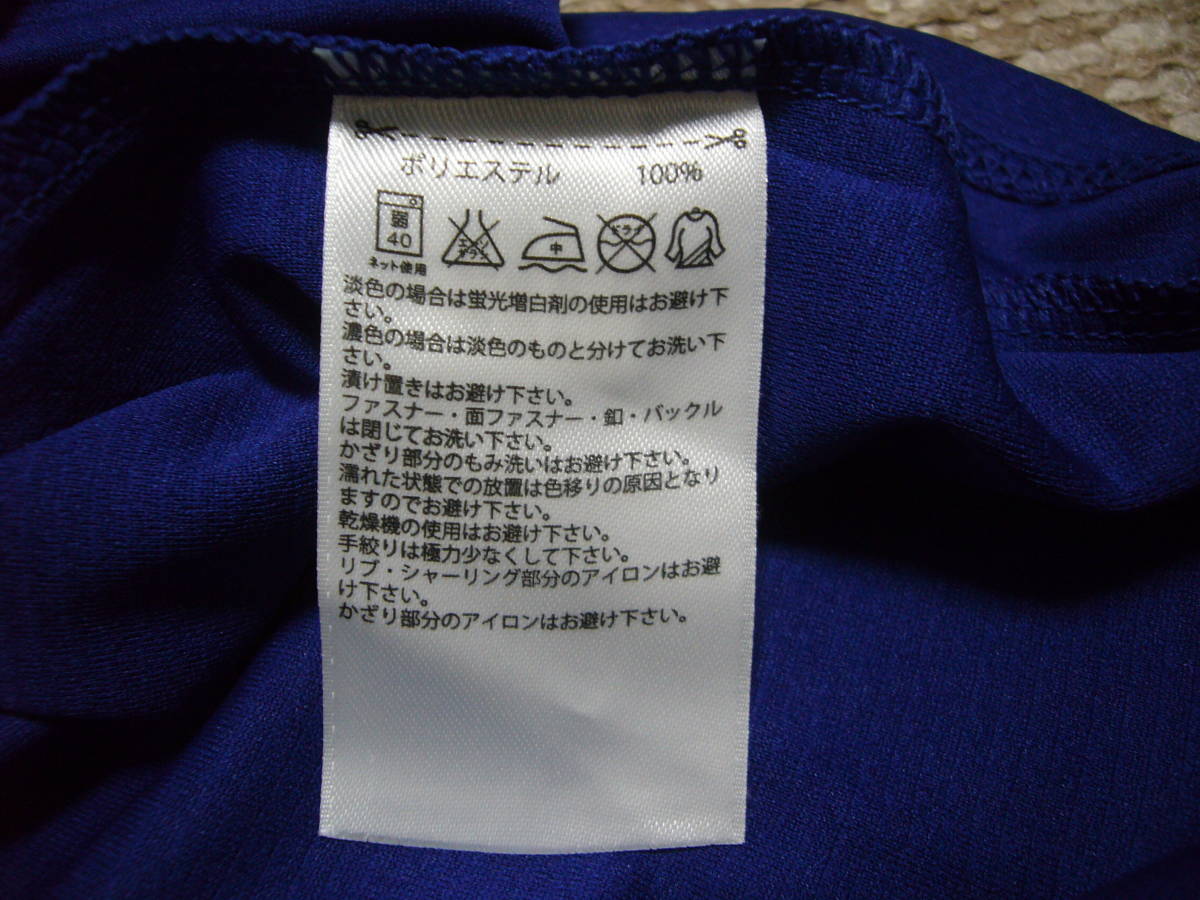 ポリエステル 100%
弱 エンソサラシ 中 ドライ
40
ネット使用
淡色の場合は蛍光増白剤の使用はお避け下
さい。
濃色の場合は淡色のものと分けてお洗い下
さい。
漬け置きはお避け下さい。
ファスナー・面ファスナー・釦・バックル
は閉じてお洗い下さい。
かざり部分のもみ洗いはお避け下さい。
濡れた状態での放置は色移りの原因となり
ますのでお避け下さい。
乾燥機の使用はお避け下さい。
手絞りは極力少なくして下さい。
リブ・シャーリング部分のアイロンはお避
け下さい。
かざり部分のアイロンはお避け下さい。